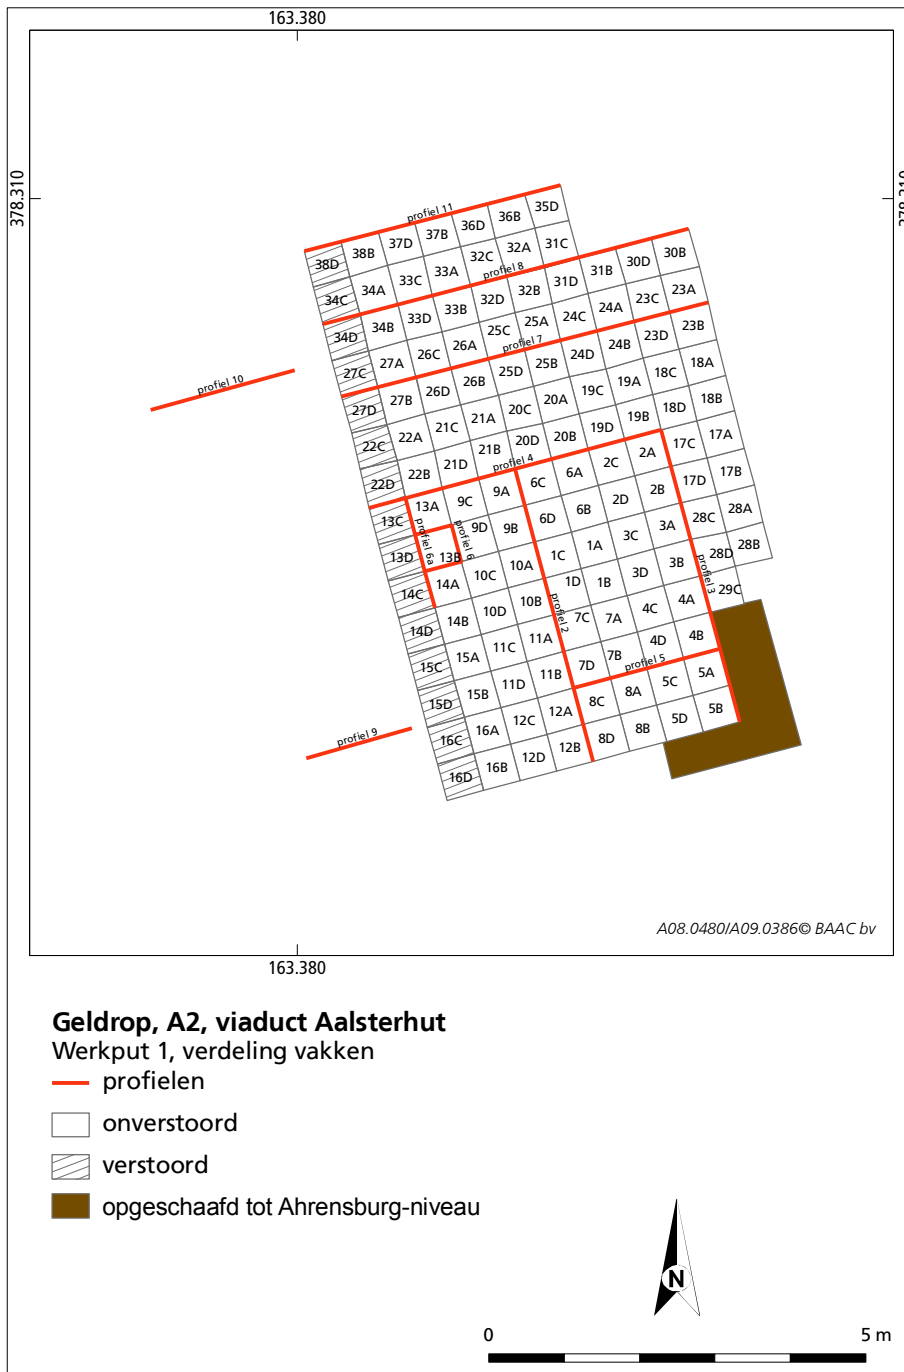 163.380
378.310
378.310
profiel 11
35D
36B
36D
37B
37D
38B
38D
31C
32A
32C
33A
33C
34A
34C
profiel 8
30B
30D
31B
31D
32B
32D
33B
33D
34B
34D
23A
23C
24A
24C
25A
25C
26A
26C
27A
27C
profiel 7
23B
23D
24B
24D
25B
25D
26B
26D
27B
27D
profiel 10
18A
18C
19A
19C
20A
20C
21A
21C
22A
22C
18B
18D
19B
19D
20B
20D
21B
21D
22B
22D
profiel 4
17A
17C
2A
2C
6A
6C
9A
9C
13A
13C
17B
17D
2B
2D
6B
6D
9B
9D
profiel 6
profiel 6a
13B
13D
28A
28C
3A
3C
1A
1C
10A
10C
14A
14C
28B
28D
3B
3D
1B
1D
10B
10D
14B
14D
profiel 3
profiel 2
29C
4A
4C
7A
7C
11A
11C
15A
15C
4B
4D
7B
7D
11B
11D
15B
15D
profiel 5
5A
5C
8A
8C
12A
12C
16A
16C
5B
5D
8B
8D
12B
12D
16B
16D
profiel 9
A08.0480/A09.0386© BAAC bv
163.380
Geldrop, A2, viaduct Aalsterhut
Werkput 1, verdeling vakken
profielen
onverstoord
verstoord
opgeschaafd tot Ahrensburg-niveau
N
0 5 m